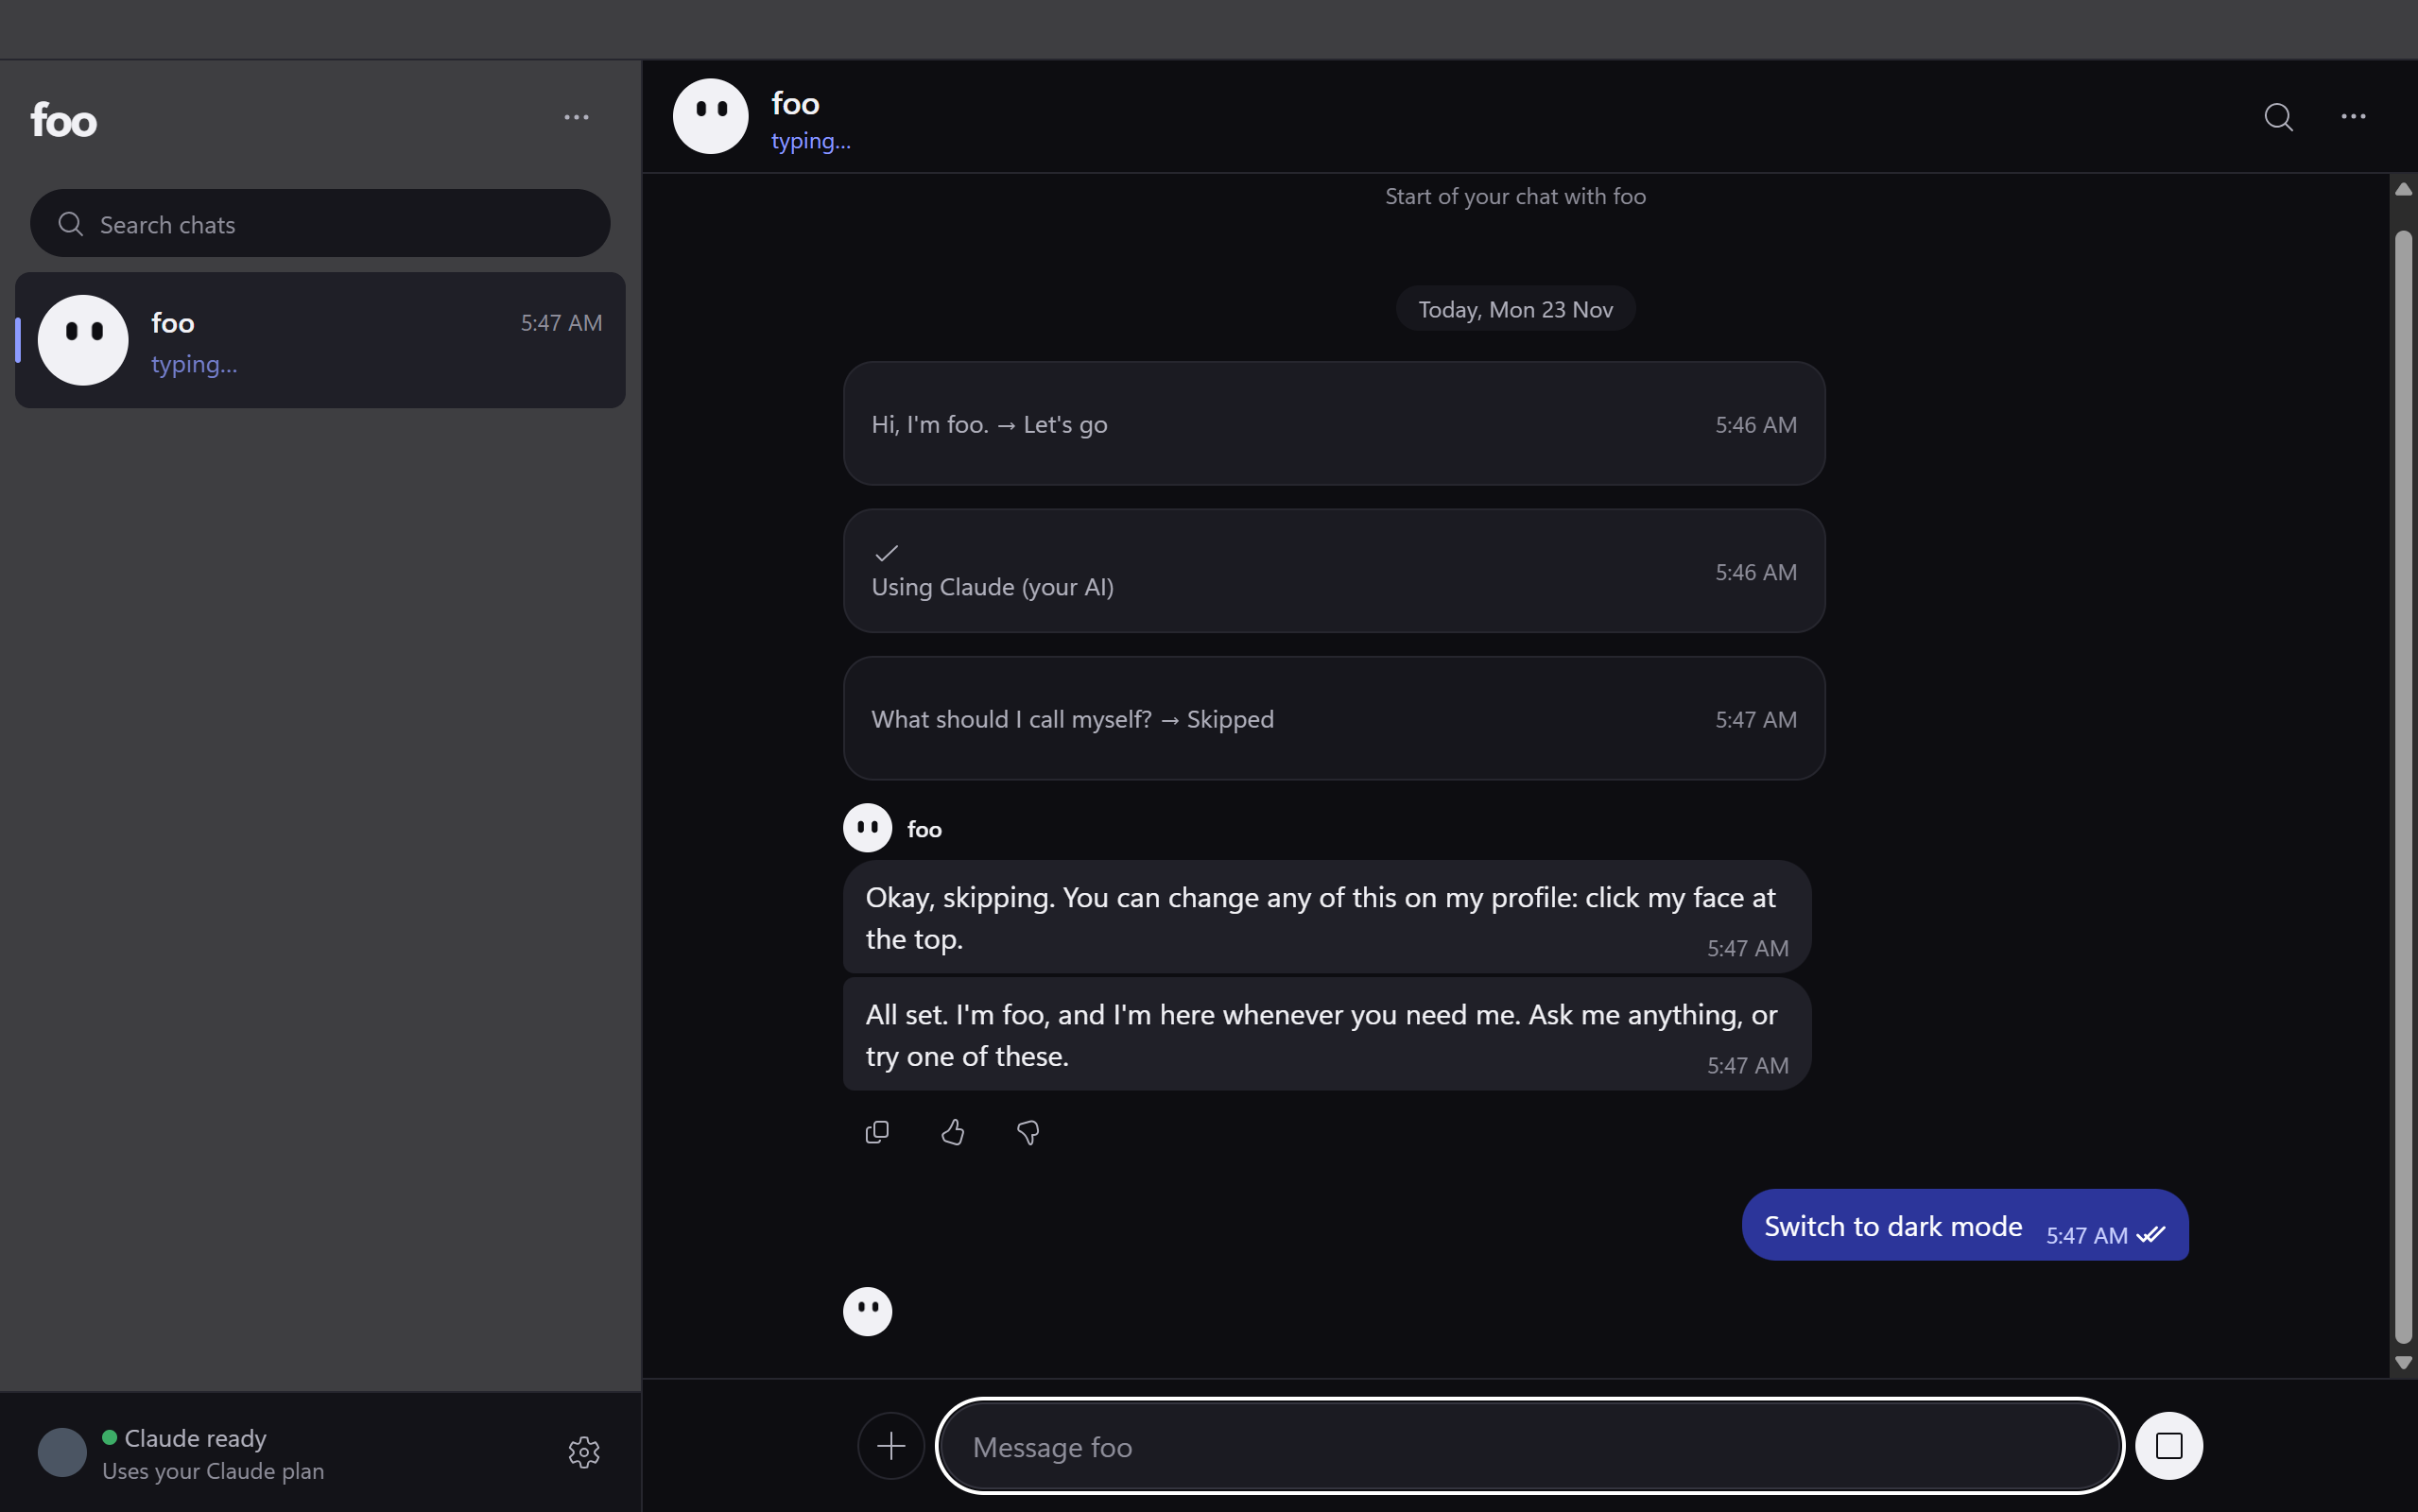 foo
Search chats
foo
5:47 AM
typing...
Claude ready
Uses your Claude plan
foo
typing...
Start of your chat with foo
Today, Mon 23 Nov
Hi, I'm foo. → Let's go
5:46 AM
Using Claude (your AI)
5:46 AM
What should I call myself? → Skipped
5:47 AM
foo
Okay, skipping. You can change any of this on my profile: click my face at
the top.
5:47 AM
All set. I'm foo, and I'm here whenever you need me. Ask me anything, or
try one of these.
5:47 AM
Switch to dark mode
5:47 AM
Message foo